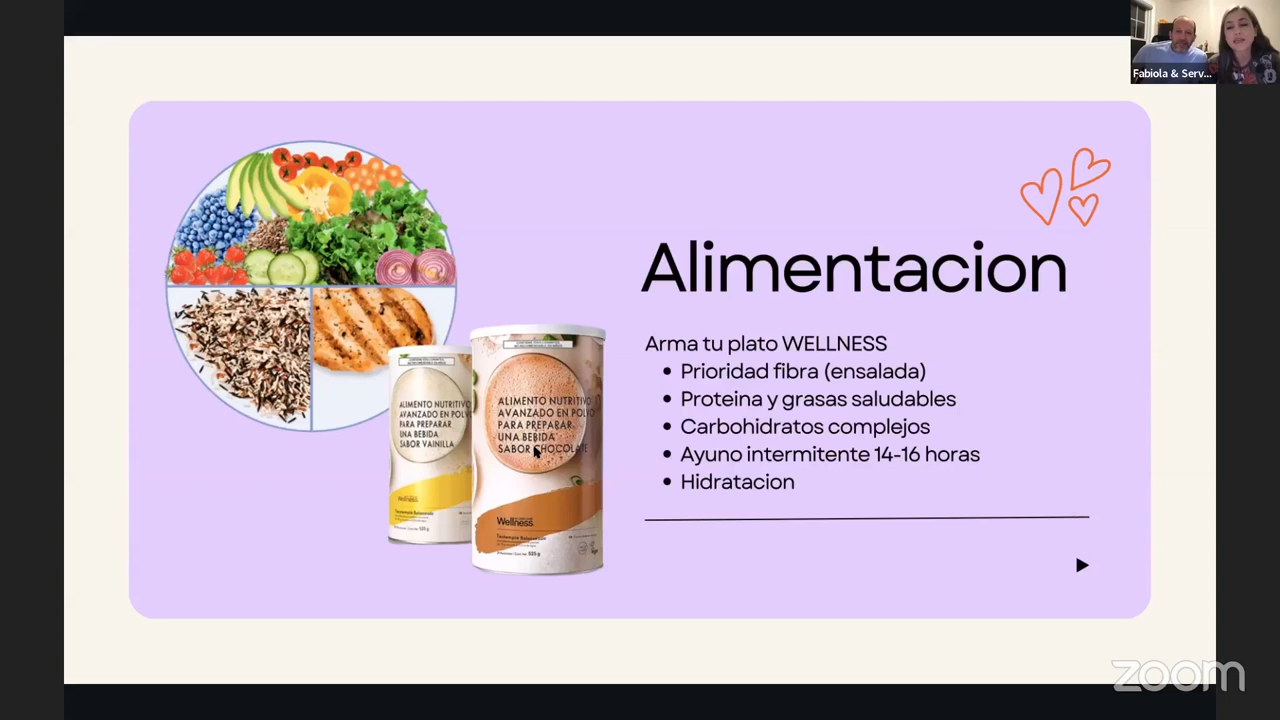 Fabiola & Serv...
Alimentacion
Arma tu plato WELLNESS
• Prioridad fibra (ensalada)
• Proteina y grasas saludables
• Carbohidratos complejos
• Ayuno intermitente 14-16 horas
• Hidratacion
ALIMENTO NUTRITIVO
AVANZADO EN POLVO
PARA PREPARAR
UNA BEBIDA
SABOR VAINILLA
Wellness
ALIMENTO NUTRITIVO
AVANZADO EN POLVO
PARA PREPARAR
UNA BEBIDA
SABOR CHOCOLATE
Wellness
zoom